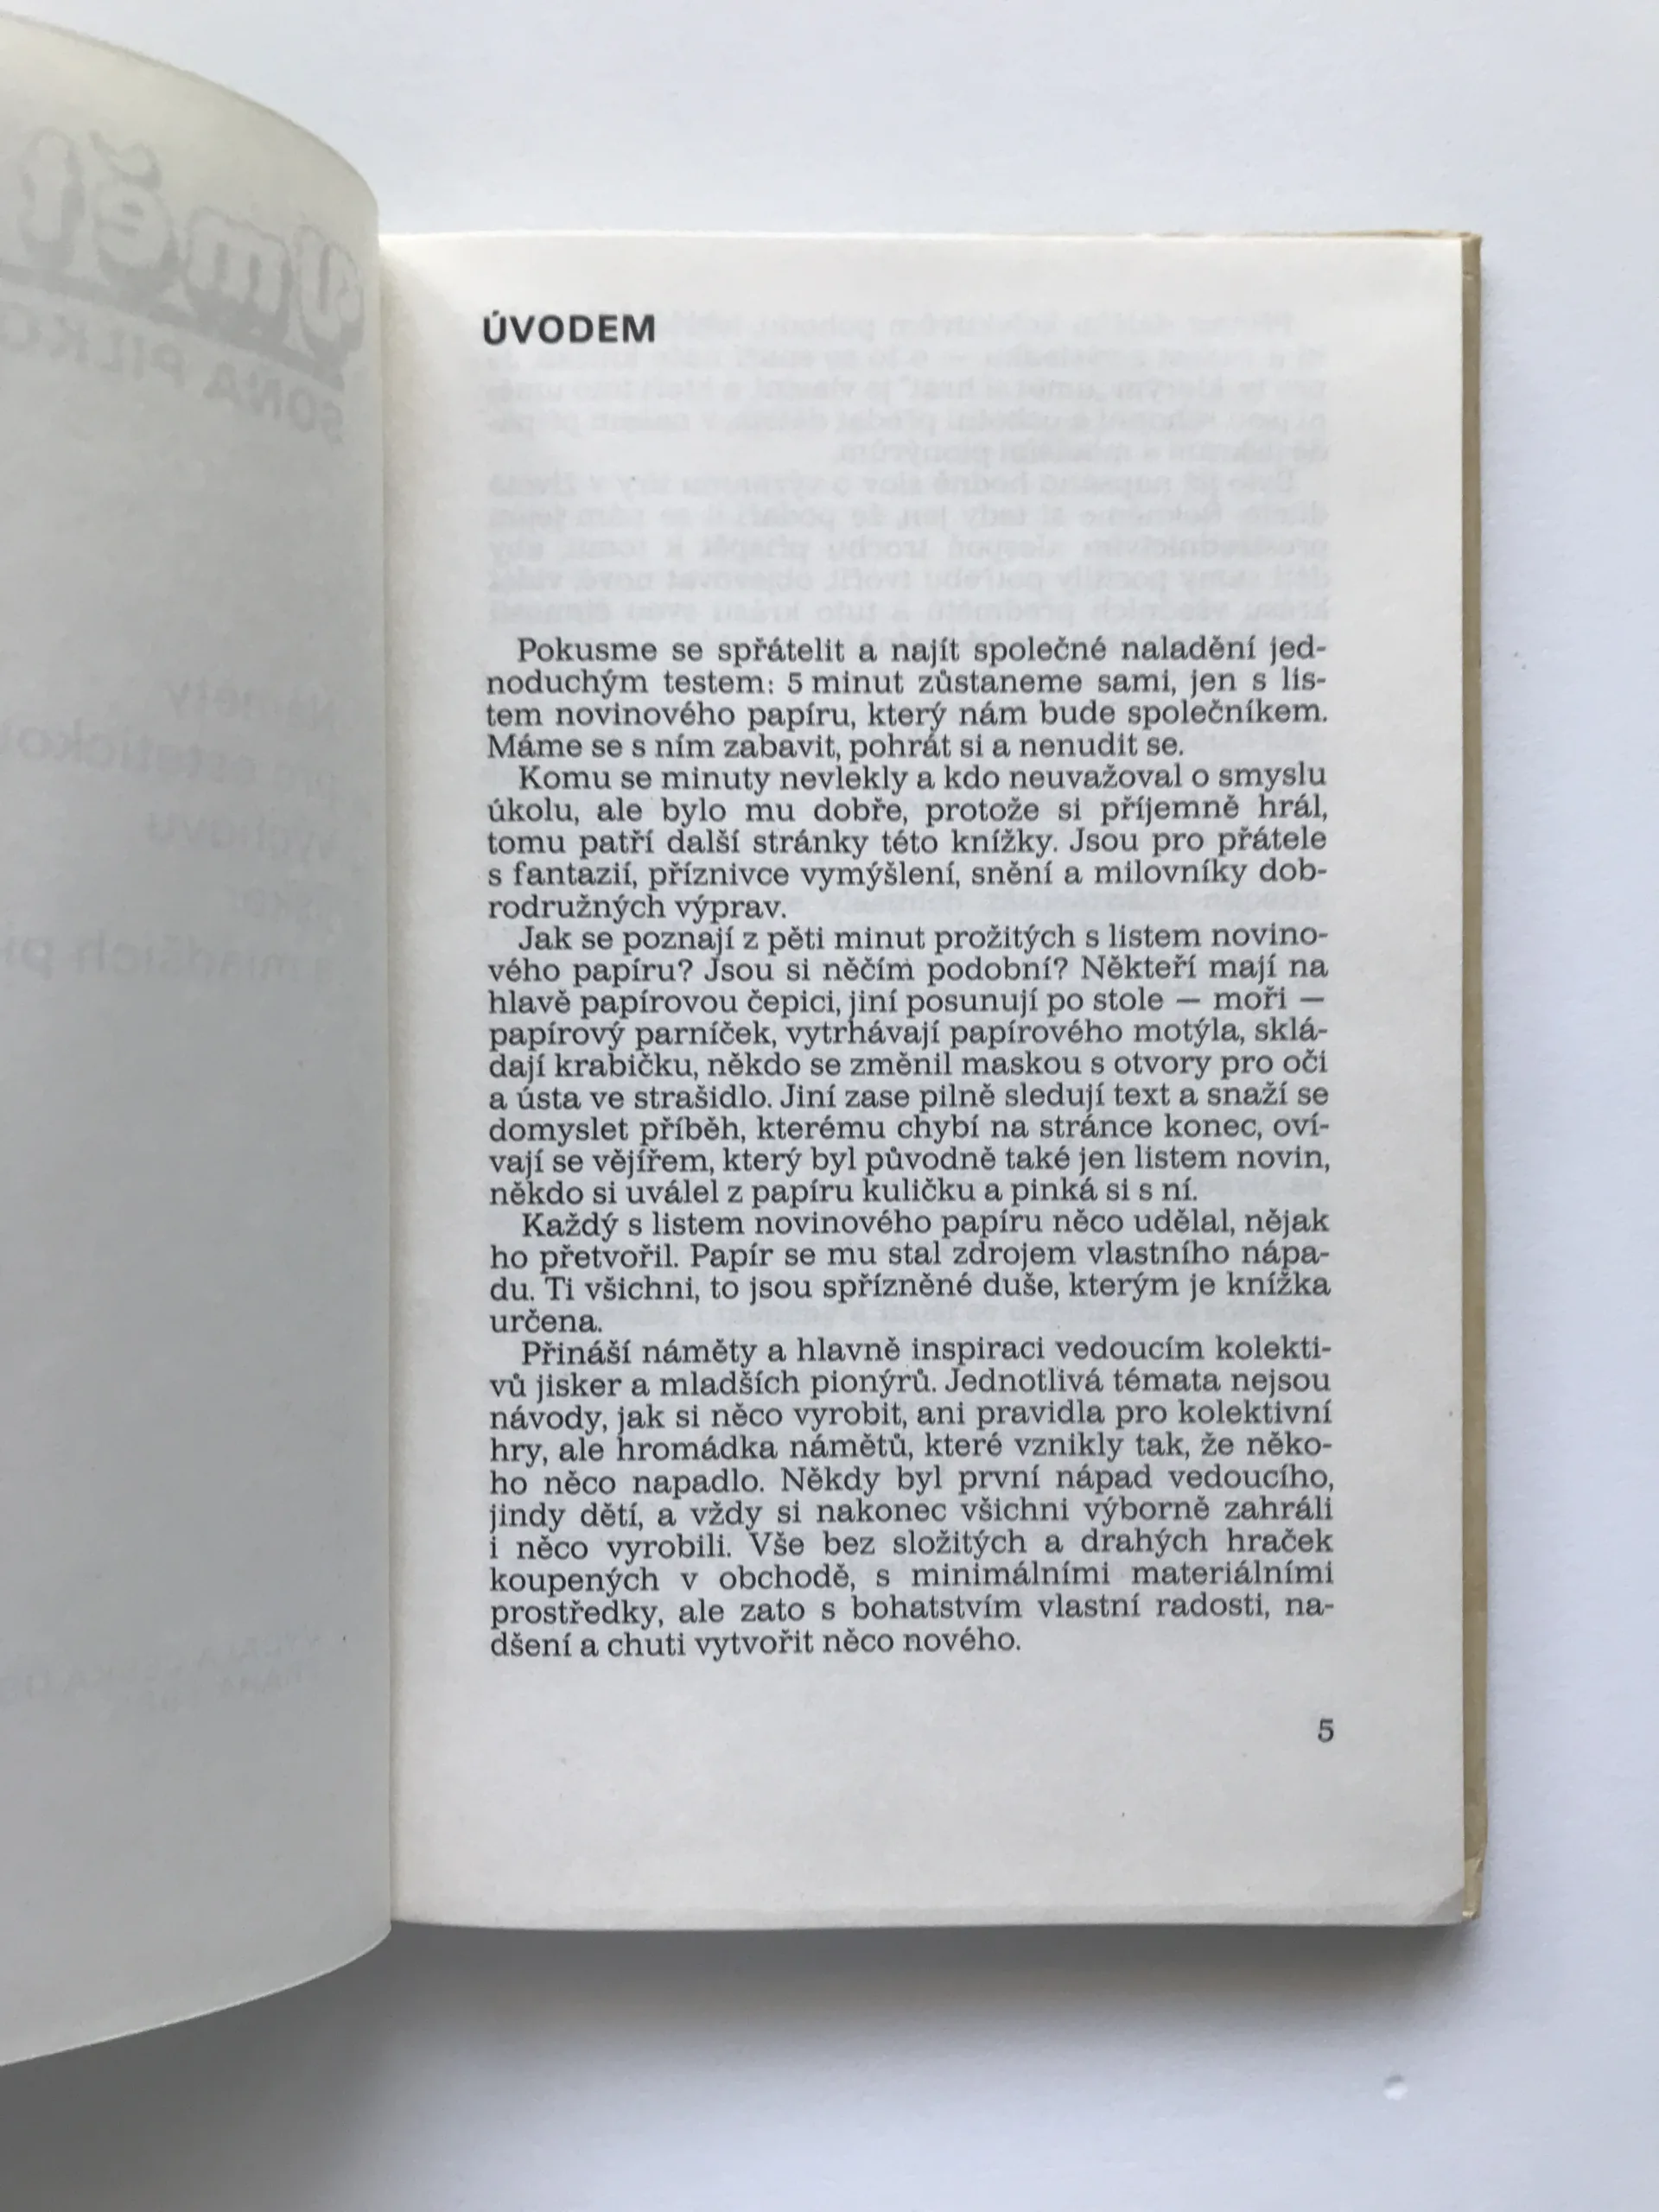 ÚVODEM
Pokusme se spřátelit a najít společné naladění jed-
noduchým testem: 5 minut zůstaneme sami, jen s lis-
tem novinového papíru, který nám bude společníkem.
Máme se s ním zabavit, pohrát si a nenudit se.
Komu se minuty nevlekly a kdo neuvažoval o smyslu
úkolu, ale bylo mu dobře, protože si příjemně hrál,
tomu patří další stránky této knížky. Jsou pro přátele
s fantazií, příznivce vymýšlení, snění a milovníky dob-
rodružných výprav.
Jak se poznají z pěti minut prožitých s listem novino-
vého papíru? Jsou si něčím podobní? Někteří mají na
hlavě papírovou čepici, jiní posunují po stole — moři —
papírový parníček, vytrhávají papírového motýla, sklá-
dají krabičku, někdo se změnil maskou s otvory pro oči
a ústa ve strašidlo. Jiní zase pilně sledují text a snaží se
domyslet příběh, kterému chybí na stránce konec, oví-
vají se vějířem, který byl původně také jen listem novin,
někdo si uválel z papíru kuličku a pinká si s ní.
Každý s listem novinového papíru něco udělal, nějak
ho přetvořil. Papír se mu stal zdrojem vlastního nápa-
du. Ti všichni, to jsou spřízněné duše, kterým je knížka
určena.
Přináší náměty a hlavně inspiraci vedoucím kolekti-
vů jisker a mladších pionýrů. Jednotlivá témata nejsou
návody, jak si něco vyrobit, ani pravidla pro kolektivní
hry, ale hromádka námětů, které vznikly tak, že něko-
ho něco napadlo. Někdy byl první nápad vedoucího,
jindy dětí, a vždy si nakonec všichni výborně zahráli
i něco vyrobili. Vše bez složitých a drahých hraček
koupených v obchodě, s minimálními materiálními
prostředky, ale zato s bohatstvím vlastní radosti, na-
dšení a chuti vytvořit něco nového.
5